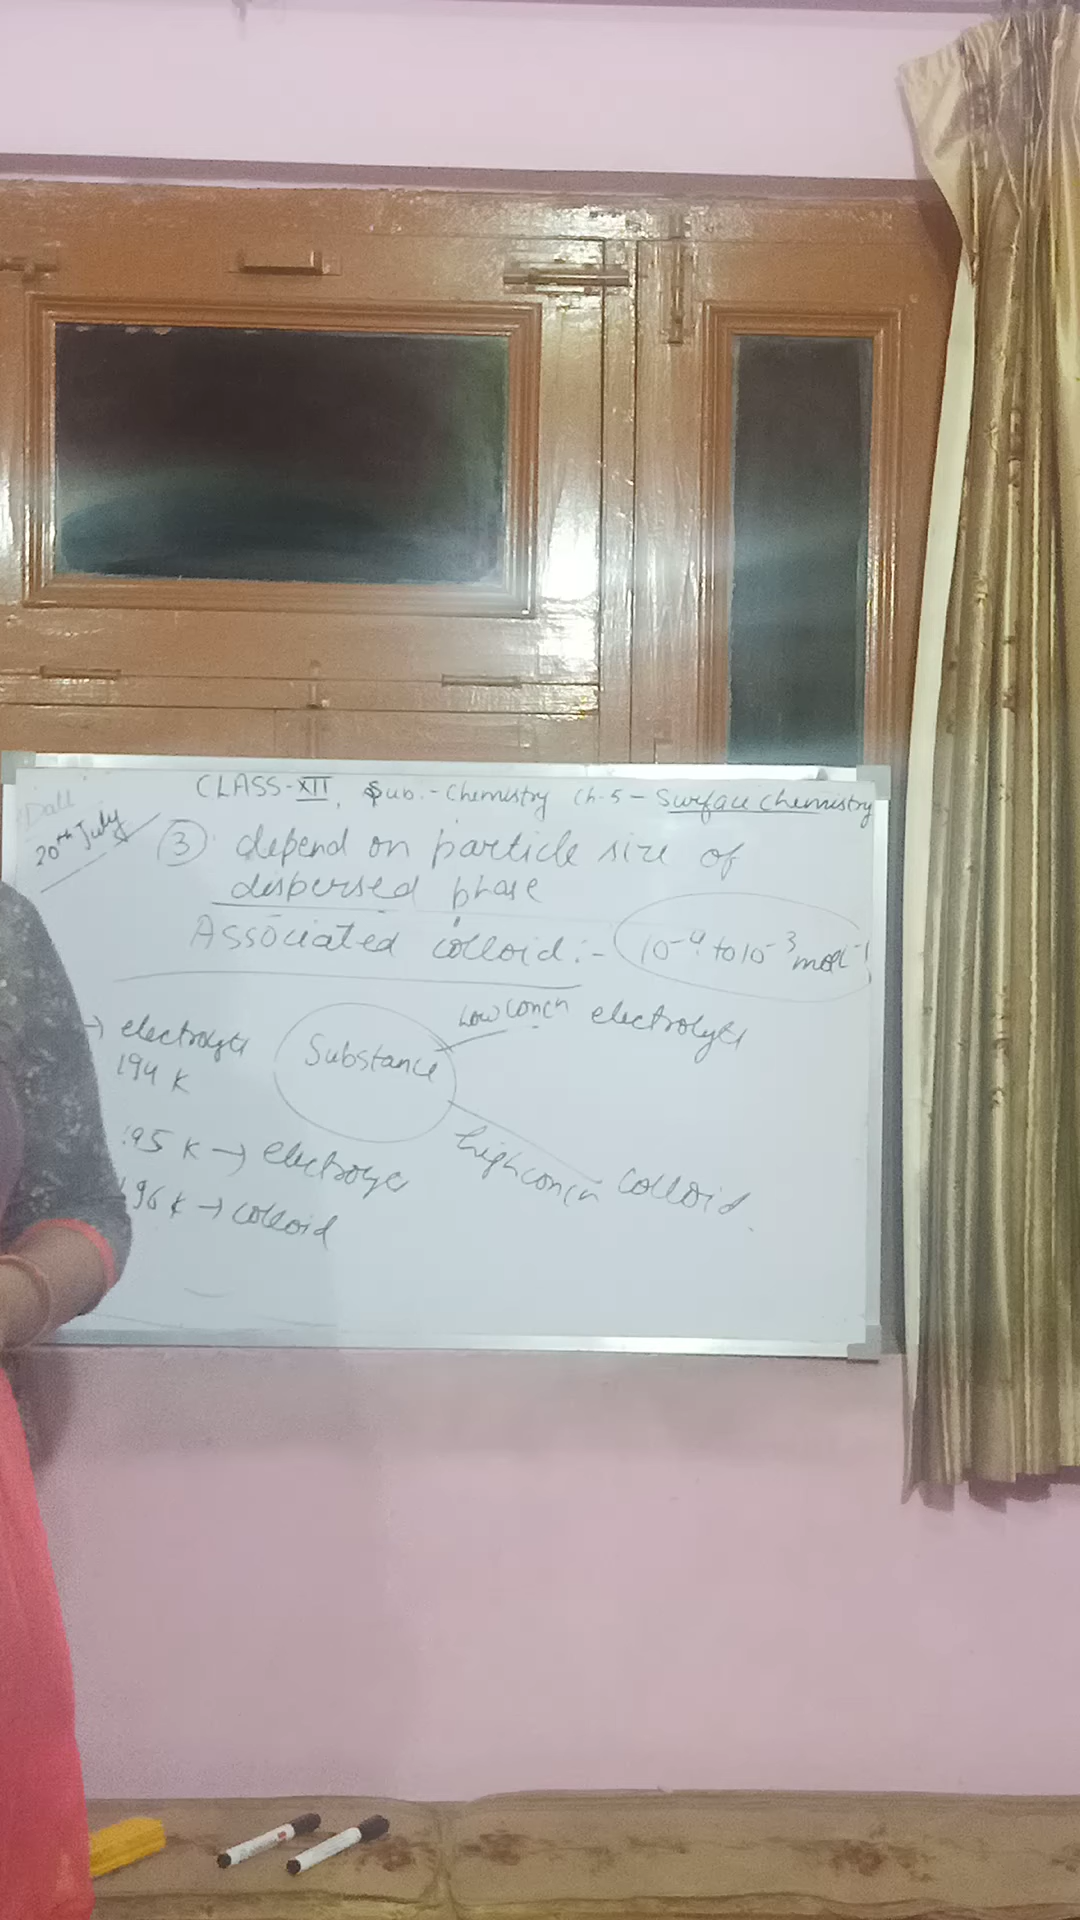 CLASS-XII, Sub.- Chemistry Ch-5 - Surface Chemistry
Date
20th July
③ depend on particle size of
dispersed phase
Associated colloid:- 10⁻⁴ to 10⁻³ mol L⁻¹
→ electrolyte
194 K
195 K → electrolyte
196 K → colloid
Substance
Low concn electrolyte
high concn colloid.